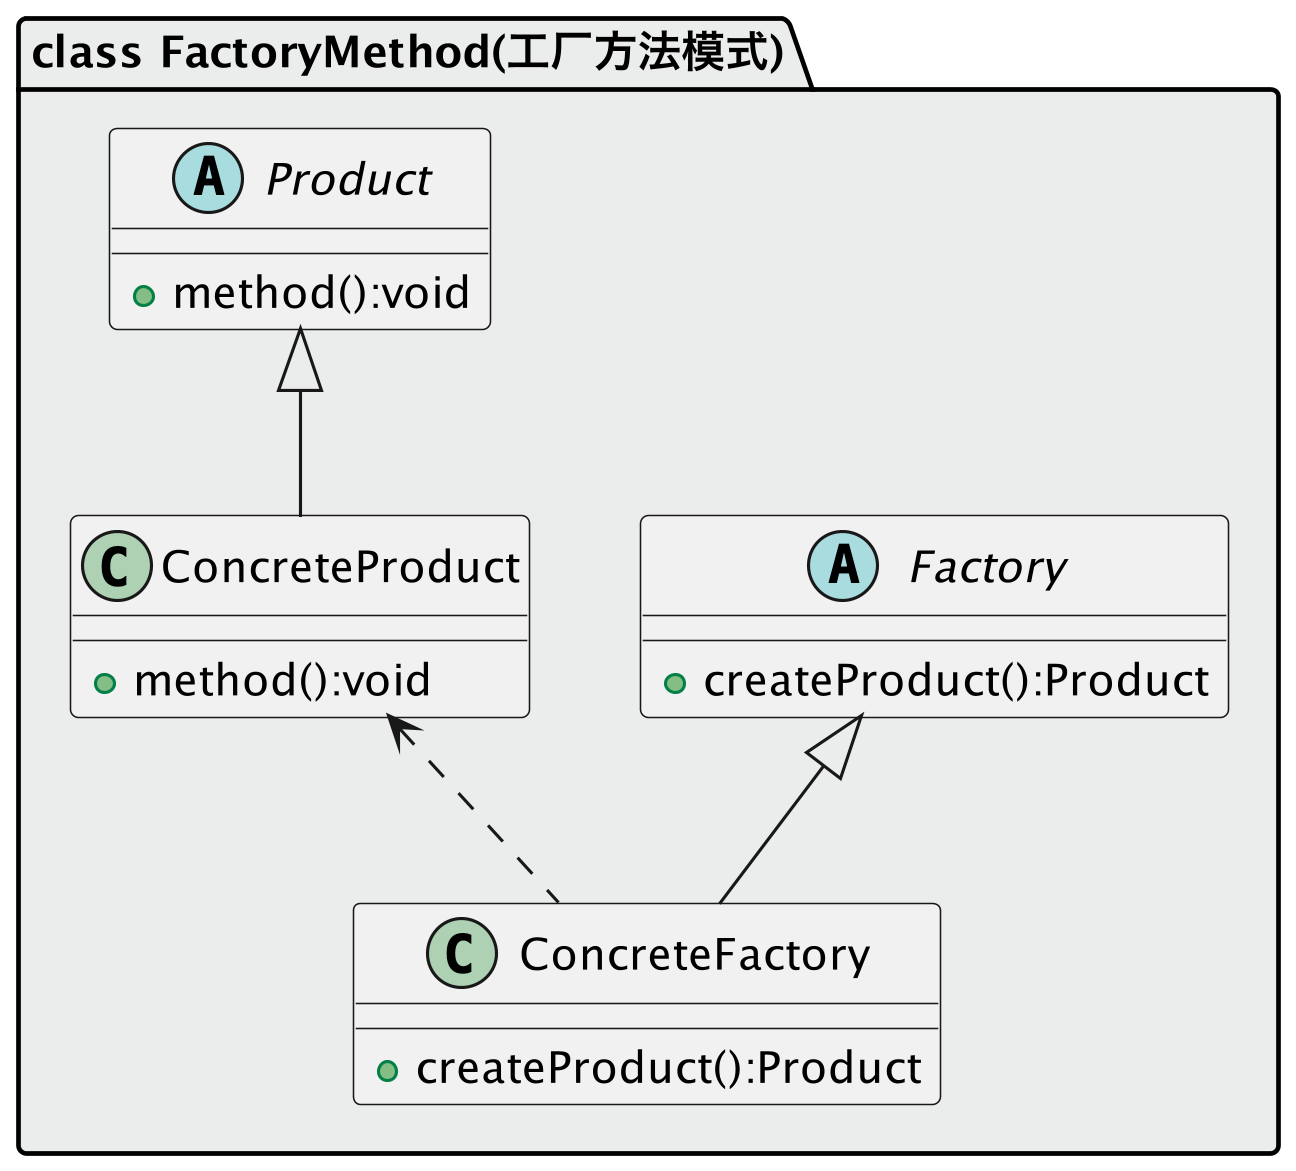 class FactoryMethod(工厂方法模式)
A Product
method():void
C ConcreteProduct
method():void
A Factory
createProduct():Product
C ConcreteFactory
createProduct():Product